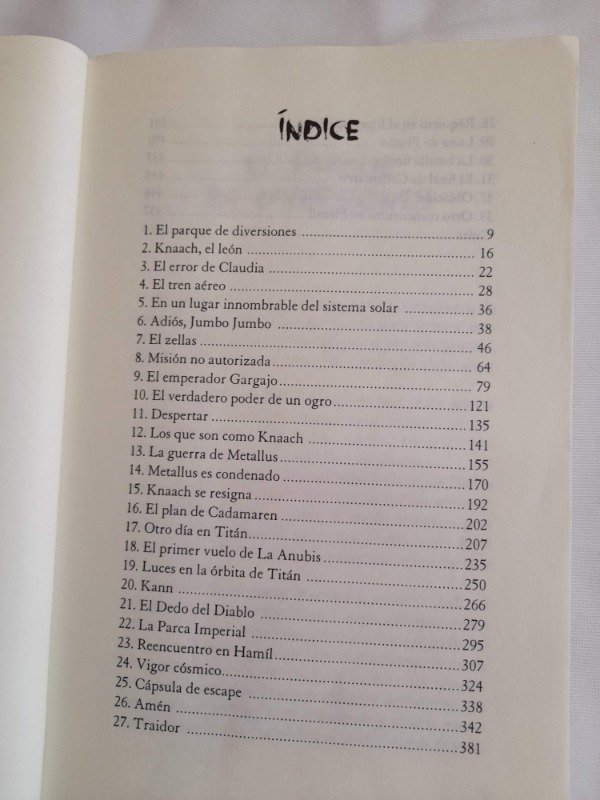 ÍNDICE
1. El parque de diversiones 9
2. Knaach, el león 16
3. El error de Claudia 22
4. El tren aéreo 28
5. En un lugar innombrable del sistema solar 36
6. Adiós, Jumbo Jumbo 38
7. El zellas 46
8. Misión no autorizada 64
9. El emperador Gargajo 79
10. El verdadero poder de un ogro 121
11. Despertar 135
12. Los que son como Knaach 141
13. La guerra de Metallus 155
14. Metallus es condenado 170
15. Knaach se resigna 192
16. El plan de Cadamaren 202
17. Otro día en Titán 207
18. El primer vuelo de La Anubis 235
19. Luces en la órbita de Titán 250
20. Kann 266
21. El Dedo del Diablo 279
22. La Parca Imperial 295
23. Reencuentro en Hamíl 307
24. Vigor cósmico 324
25. Cápsula de escape 338
26. Amén 342
27. Traidor 381